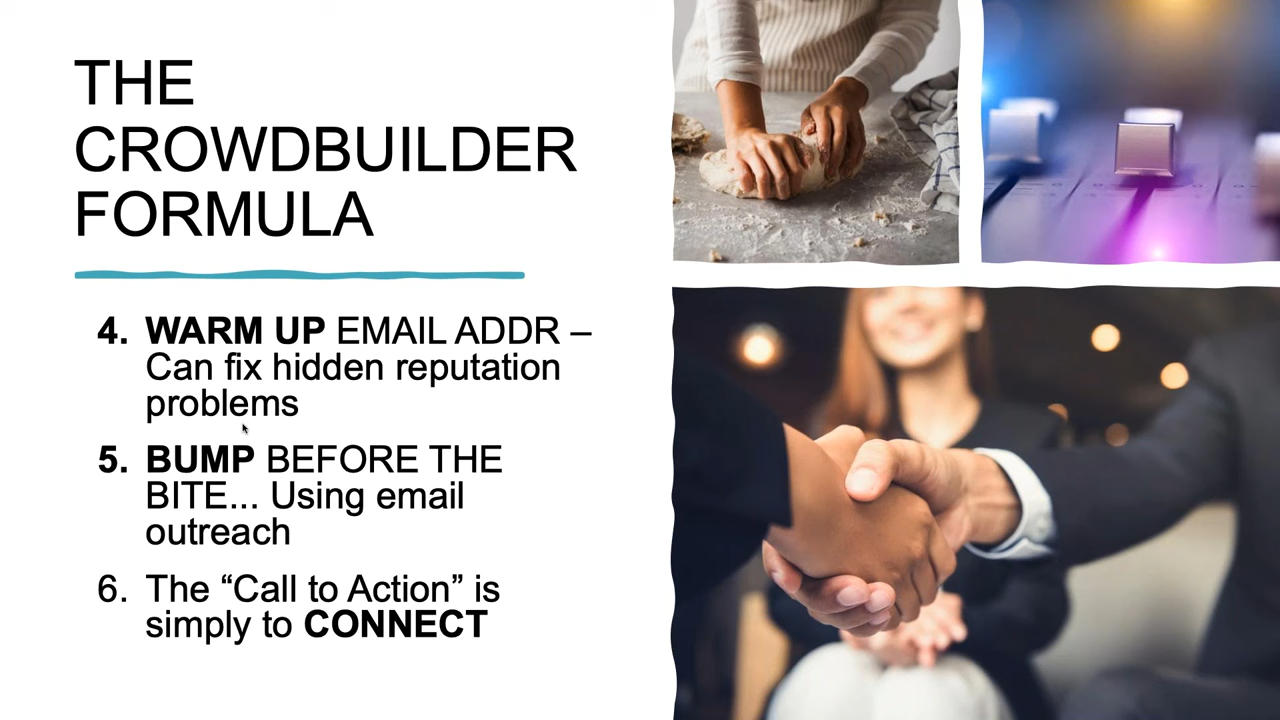 THE
CROWDBUILDER
FORMULA
4. WARM UP EMAIL ADDR –
Can fix hidden reputation
problems
5. BUMP BEFORE THE
BITE... Using email
outreach
6. The “Call to Action” is
simply to CONNECT